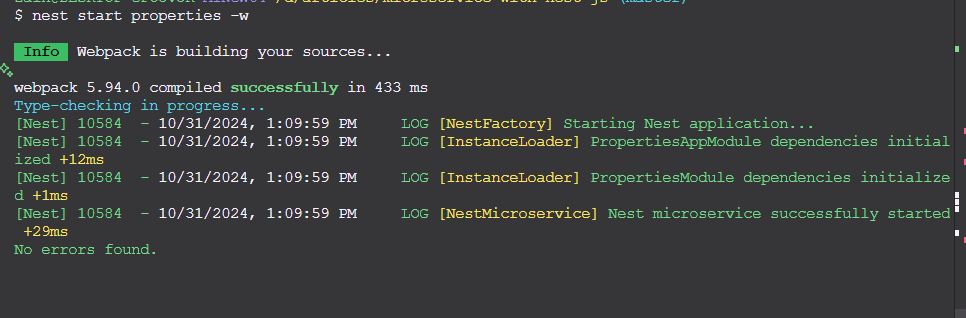 $ nest start properties -w
Info Webpack is building your sources...
webpack 5.94.0 compiled successfully in 433 ms
Type-checking in progress...
[Nest] 10584  - 10/31/2024, 1:09:59 PM     LOG [NestFactory] Starting Nest application...
[Nest] 10584  - 10/31/2024, 1:09:59 PM     LOG [InstanceLoader] PropertiesAppModule dependencies initial
ized +12ms
[Nest] 10584  - 10/31/2024, 1:09:59 PM     LOG [InstanceLoader] PropertiesModule dependencies initialize
d +1ms
[Nest] 10584  - 10/31/2024, 1:09:59 PM     LOG [NestMicroservice] Nest microservice successfully started
+29ms
No errors found.